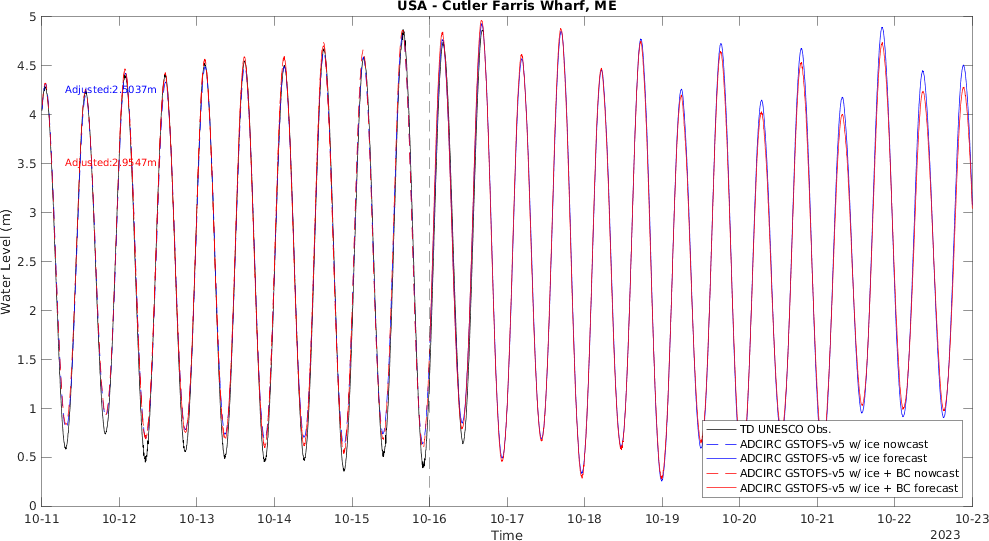 USA - Cutler Farris Wharf, ME
5
4.5
4
3.5
3
2.5
2
1.5
1
0.5
0
Water Level (m)
Adjusted:2.5037m
Adjusted:2.9547m
TD UNESCO Obs.
ADCIRC GSTOFS-v5 w/ ice nowcast
ADCIRC GSTOFS-v5 w/ ice forecast
ADCIRC GSTOFS-v5 w/ ice + BC nowcast
ADCIRC GSTOFS-v5 w/ ice + BC forecast
10-11 10-12 10-13 10-14 10-15 10-16 10-17 10-18 10-19 10-20 10-21 10-22 10-23
Time
2023